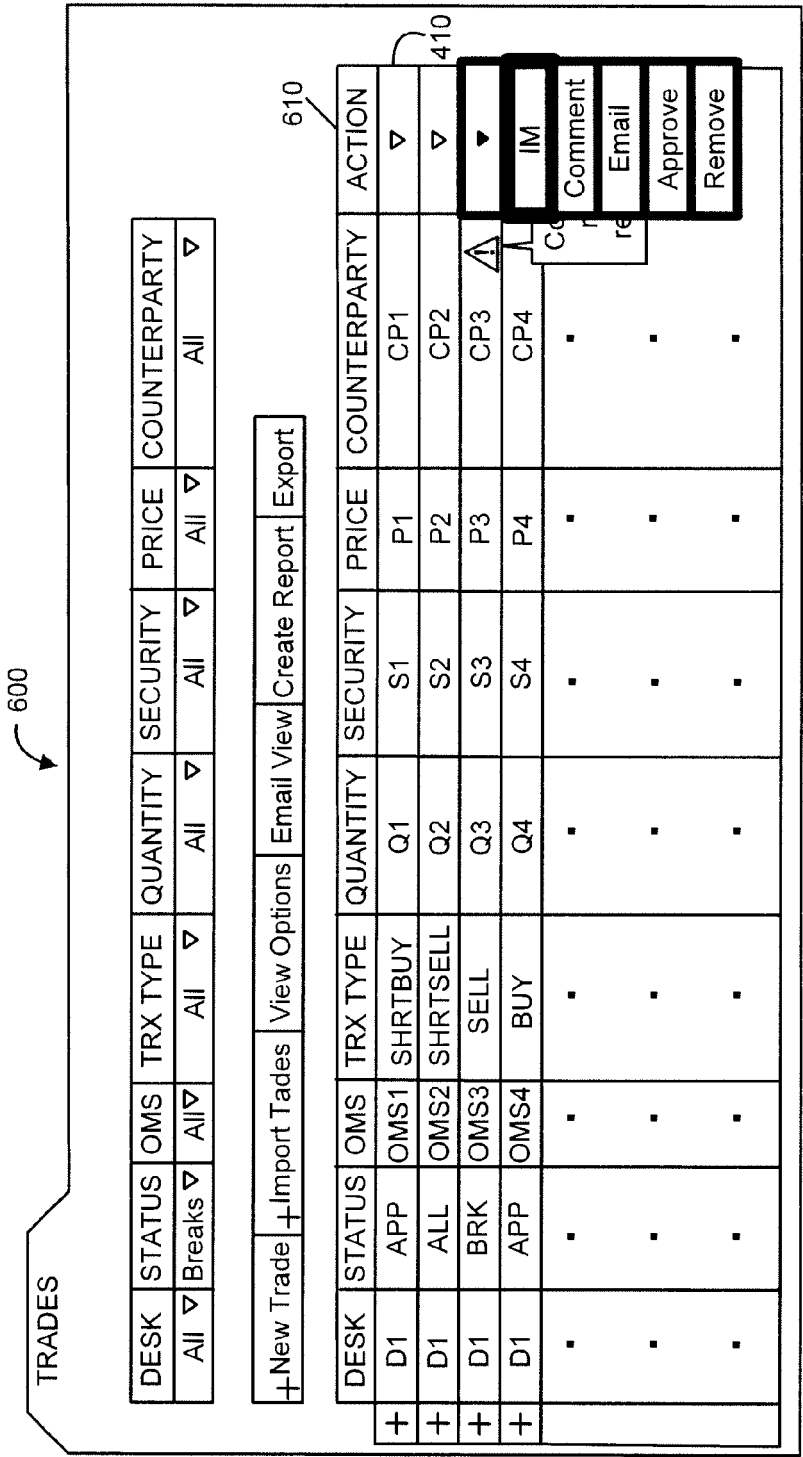 600
TRADES
DESK STATUS OMS TRX TYPE QUANTITY SECURITY PRICE COUNTERPARTY
All Breaks All All All All All All
+New Trade +Import Tades View Options Email View Create Report Export
610
DESK STATUS OMS TRX TYPE QUANTITY SECURITY PRICE COUNTERPARTY ACTION
+ D1 APP OMS1 SHRTBUY Q1 S1 P1 CP1
410
+ D1 ALL OMS2 SHRTSELL Q2 S2 P2 CP2
+ D1 BRK OMS3 SELL Q3 S3 P3 CP3
+ D1 APP OMS4 BUY Q4 S4 P4 CP4 IM
Comment
Email
Approve
Remove